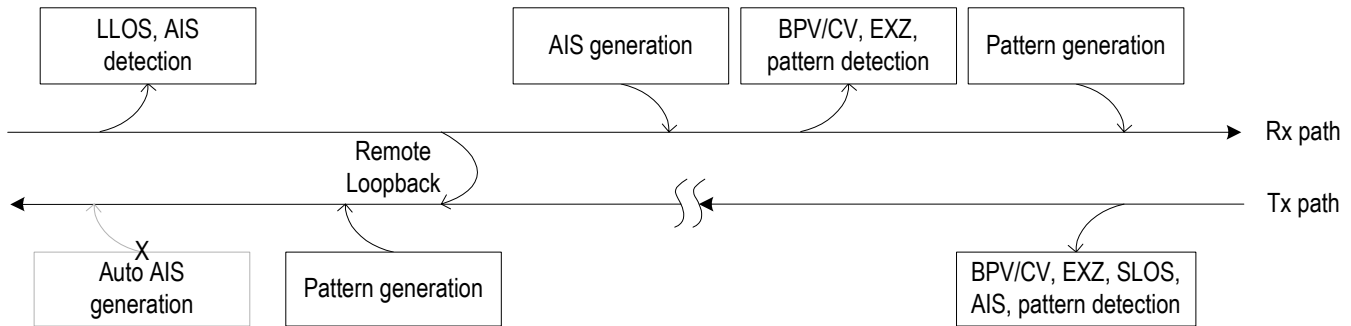 LLOS, AIS
detection
AIS generation
BPV/CV, EXZ,
pattern detection
Pattern generation
Rx path
Remote
Loopback
Tx path
X
Auto AIS
generation
Pattern generation
BPV/CV, EXZ, SLOS,
AIS, pattern detection